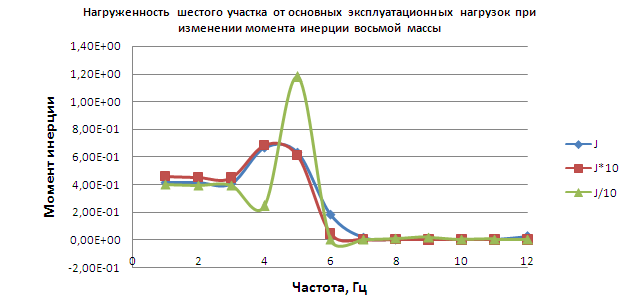 Нагруженность шестого участка от основных эксплуатационных нагрузок при
изменении момента инерции восьмой массы
1,40E+00
1,20E+00
1,00E+00
8,00E-01
6,00E-01
4,00E-01
2,00E-01
0,00E+00
-2,00E-01
Момент инерции
0 2 4 6 8 10 12
Частота, Гц
J
J*10
J/10